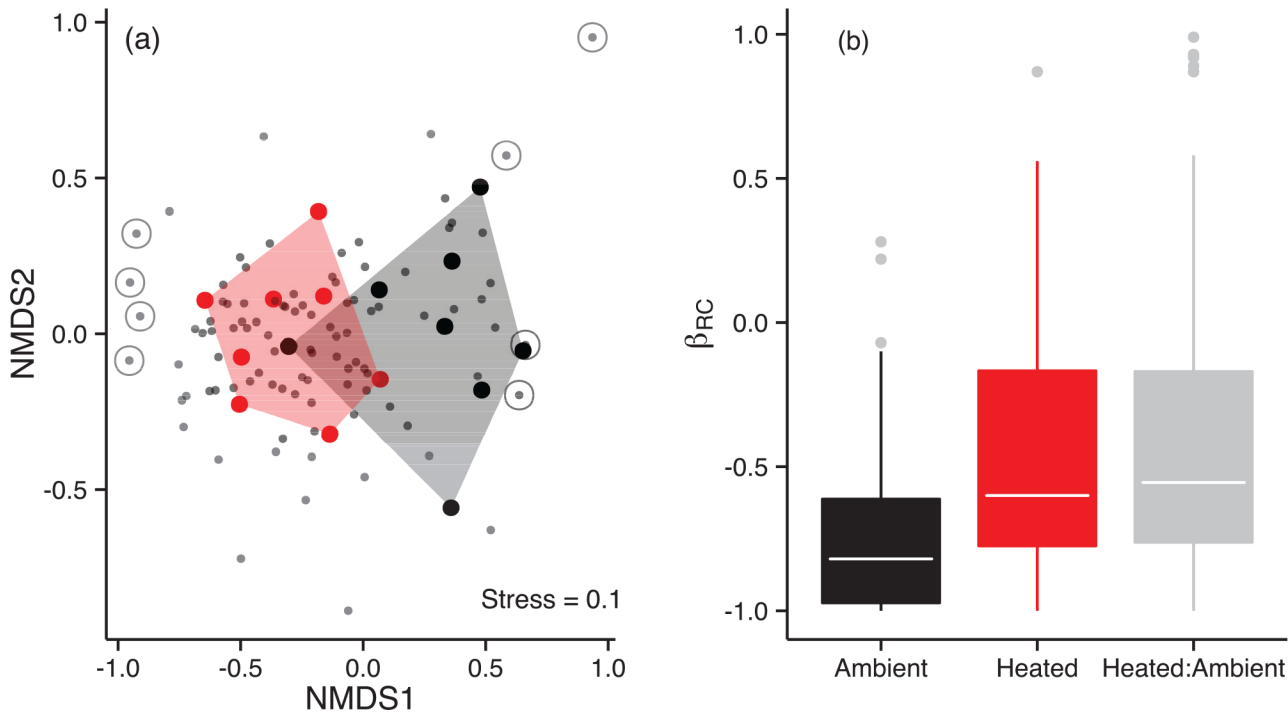 (a)
1.0
0.5
0.0
-0.5
NMDS2
Stress = 0.1
-1.0 -0.5 0.0 0.5 1.0
NMDS1
(b)
1.0
0.5
0.0
-0.5
-1.0
βRC
Ambient Heated Heated:Ambient